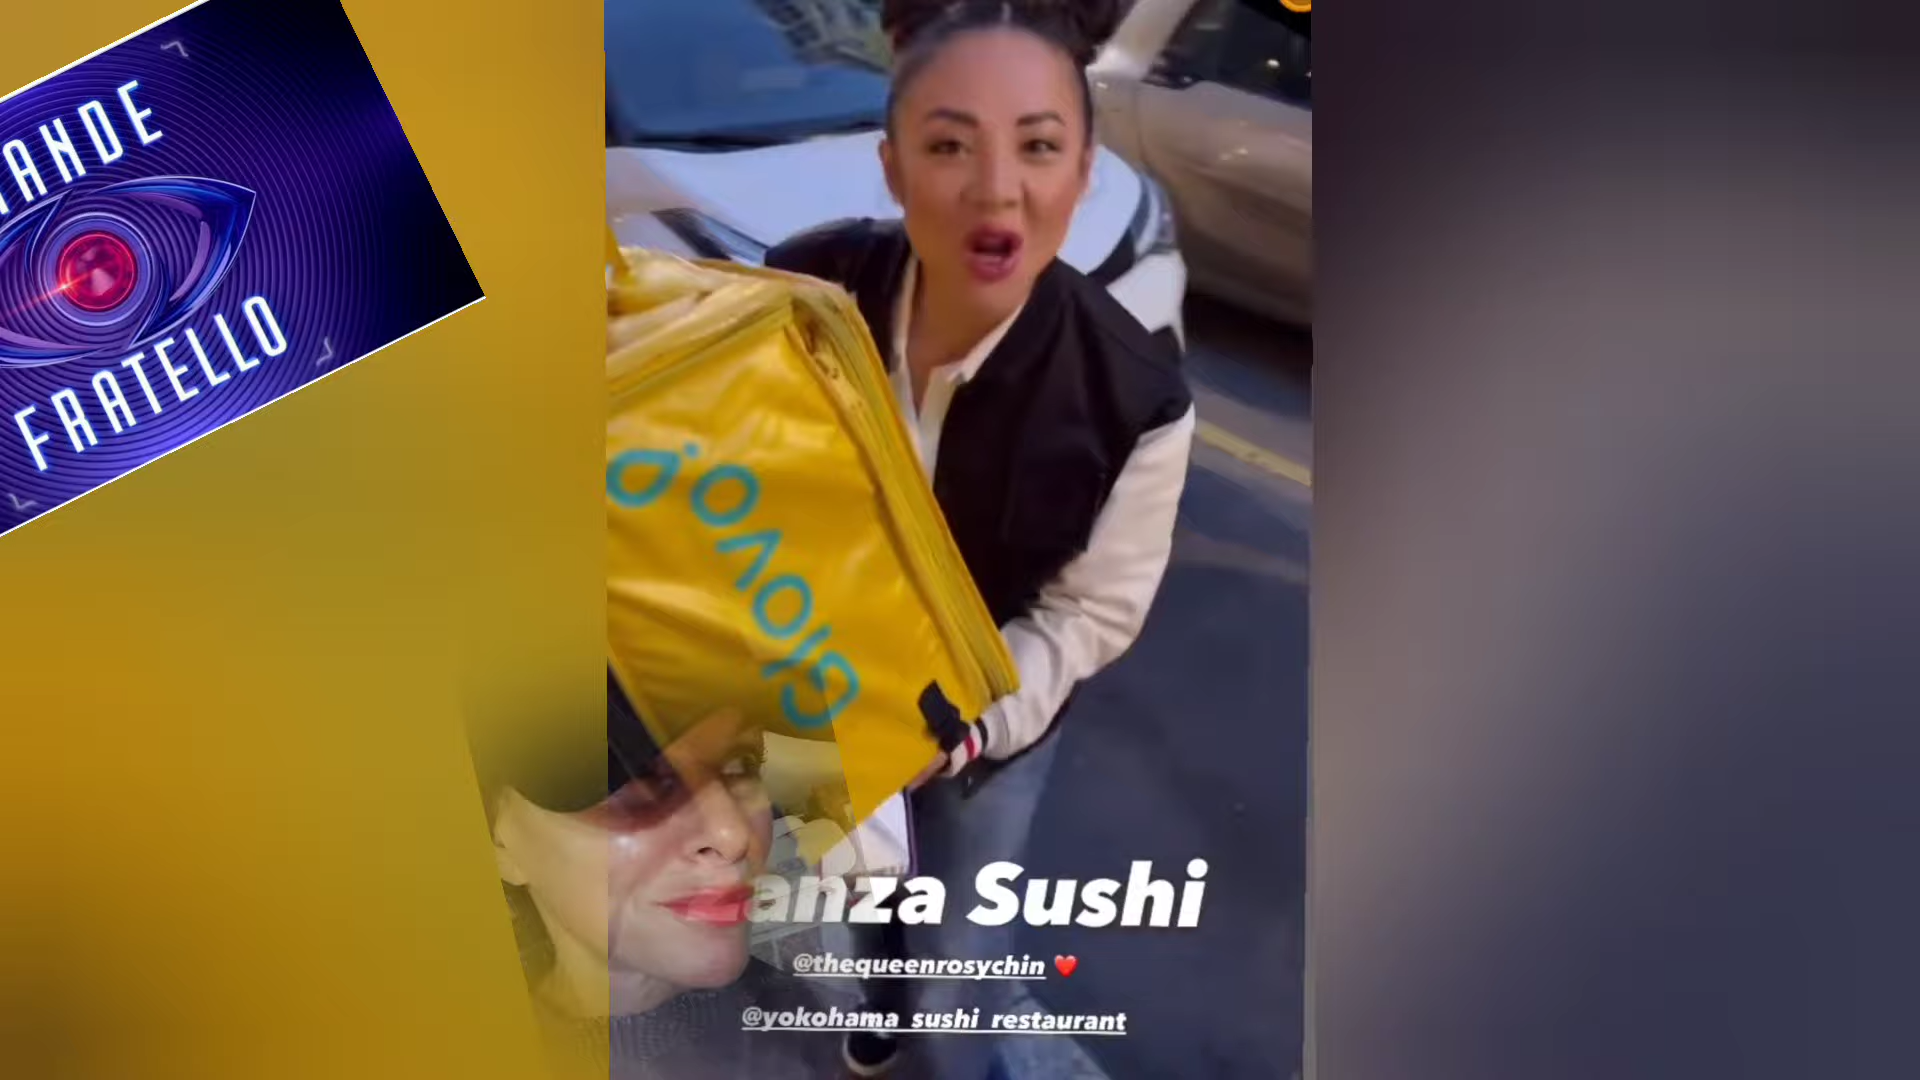 ANDE
FRATELLO
Glovo
anza Sushi
@thequeenrosychin ❤️
@yokohama_sushi_restaurant